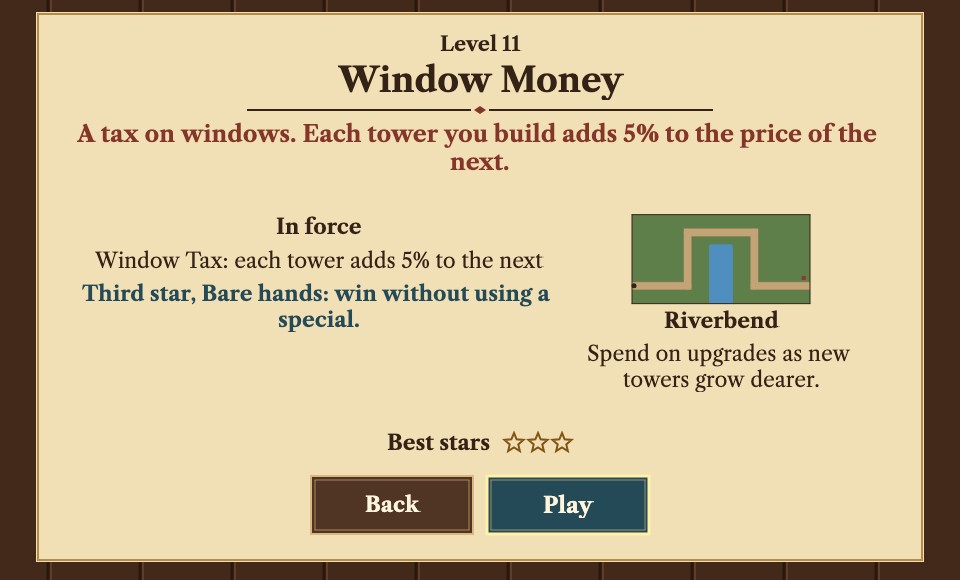 Level 11
Window Money
A tax on windows. Each tower you build adds 5% to the price of the
next.
In force
Window Tax: each tower adds 5% to the next
Third star, Bare hands: win without using a
special.
Riverbend
Spend on upgrades as new
towers grow dearer.
Best stars
Back
Play